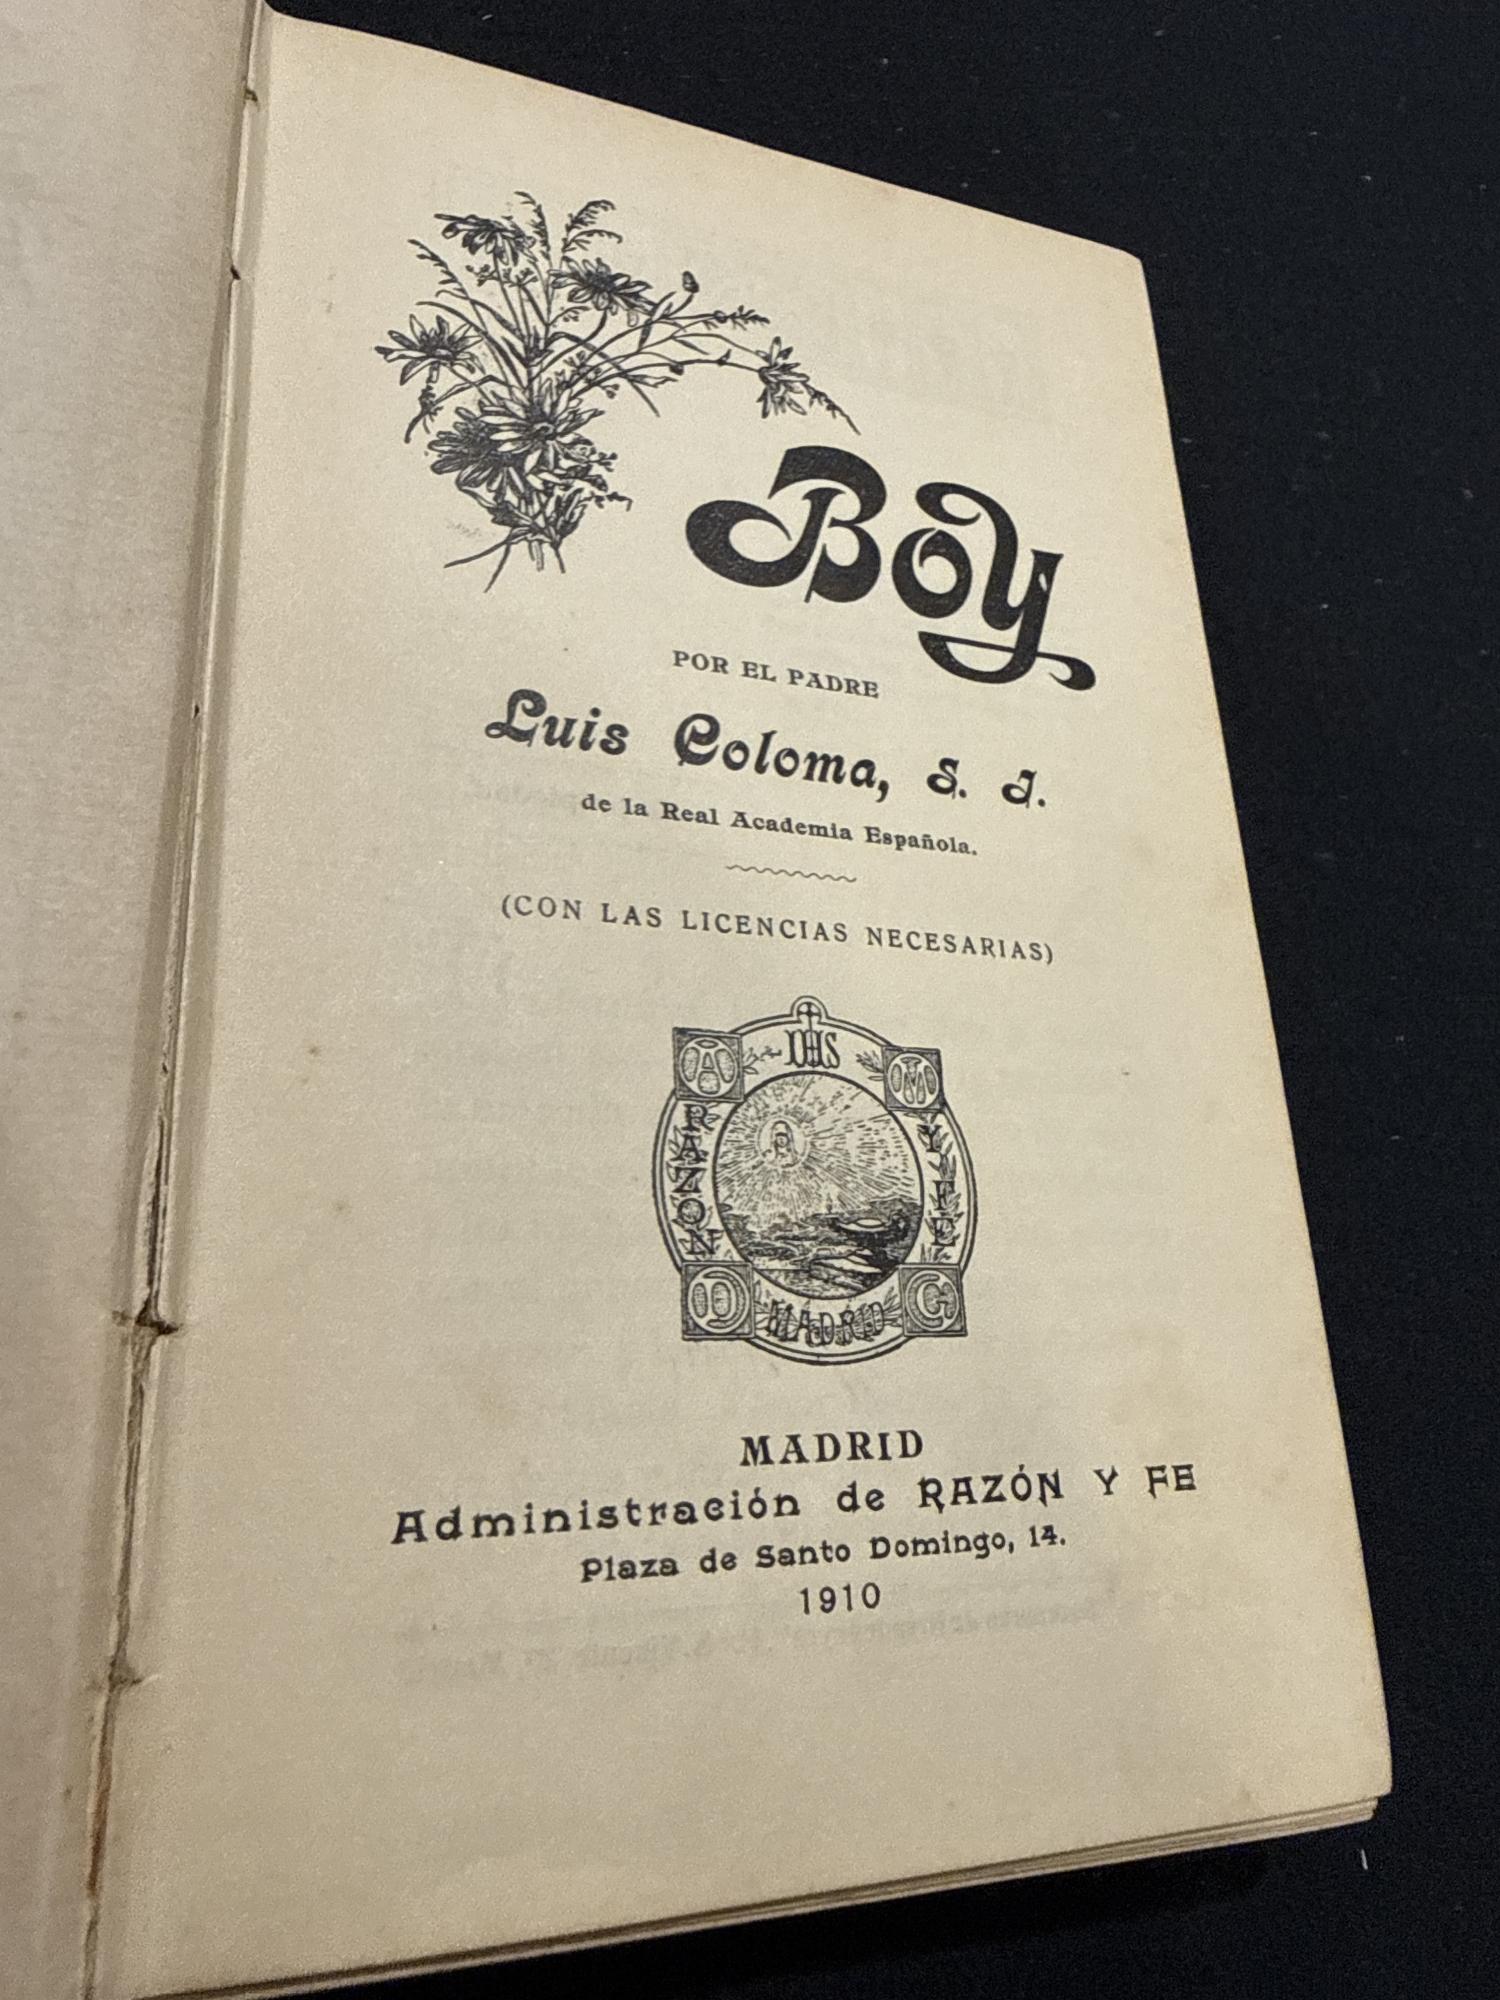 Boy
POR EL PADRE
Luis Coloma, S. J.
de la Real Academia Española.
(CON LAS LICENCIAS NECESARIAS)
IHS
A M
RAZON Y FE
D G
MADRID
MADRID
Administración de RAZÓN Y FE
Plaza de Santo Domingo, 14.
1910